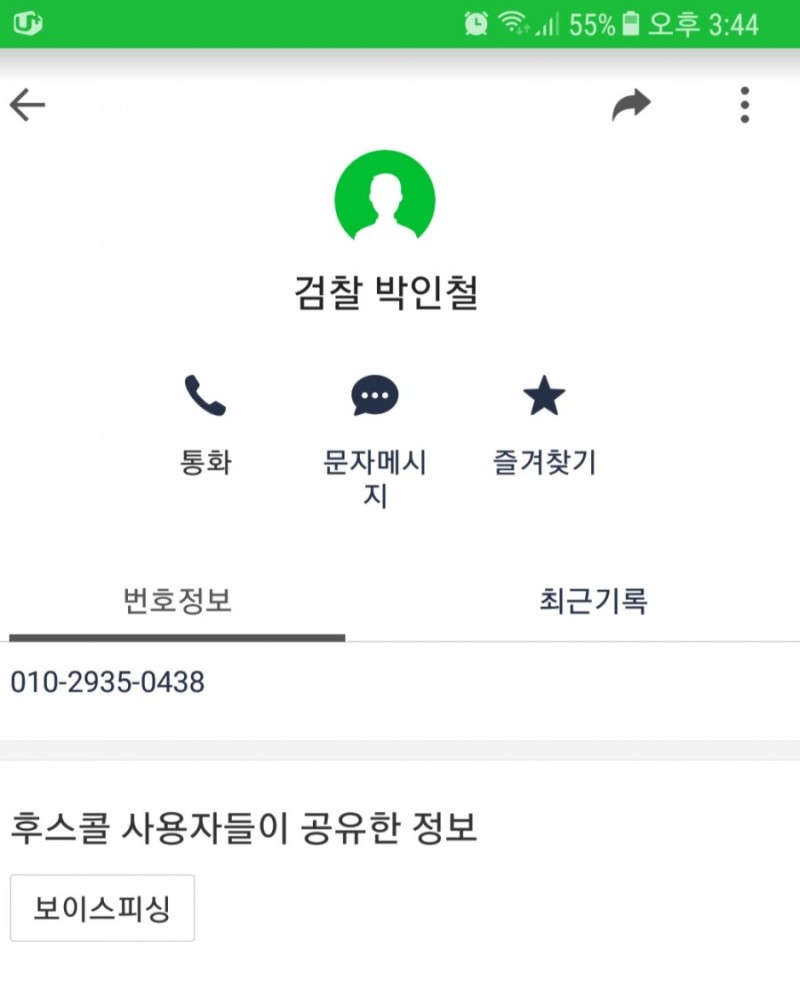 55% 오후 3:44
검찰 박인철
통화
문자메시
지
즐겨찾기
번호정보
최근기록
010-2935-0438
후스콜 사용자들이 공유한 정보
보이스피싱